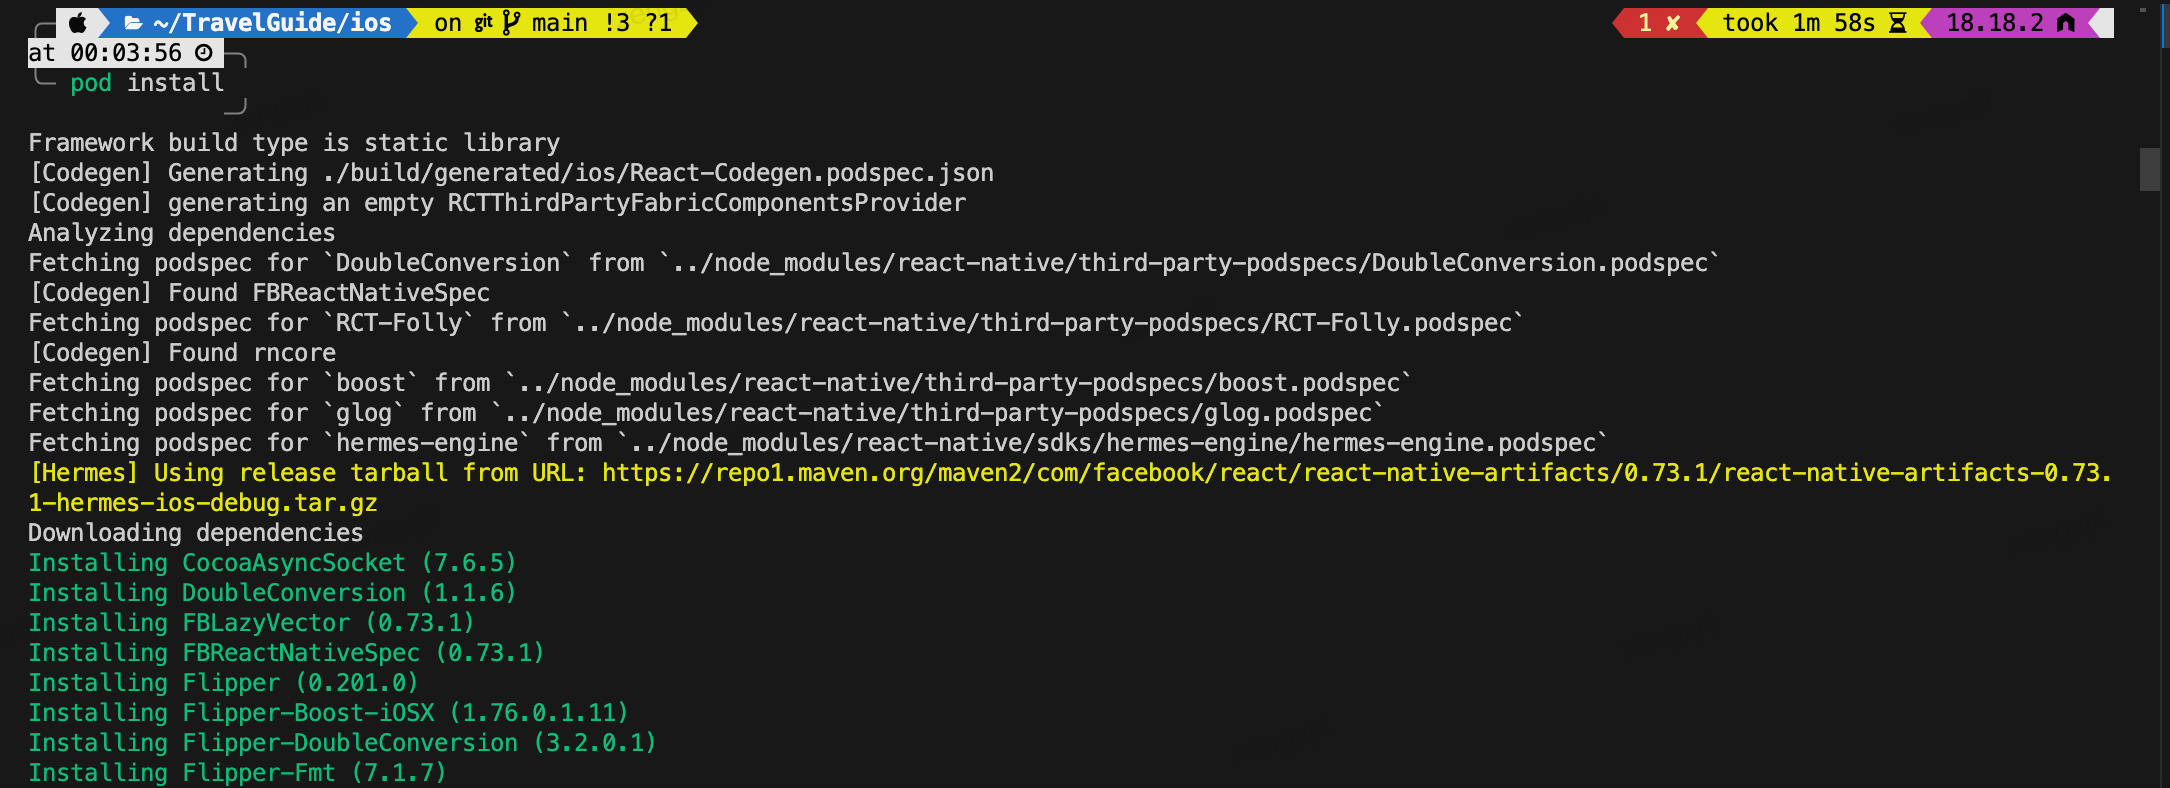 ~/TravelGuide/ios on git main !3 ?1 1 ✘ took 1m 58s 18.18.2
at 00:03:56
pod install
Framework build type is static library
[Codegen] Generating ./build/generated/ios/React-Codegen.podspec.json
[Codegen] generating an empty RCTThirdPartyFabricComponentsProvider
Analyzing dependencies
Fetching podspec for `DoubleConversion` from `../node_modules/react-native/third-party-podspecs/DoubleConversion.podspec`
[Codegen] Found FBReactNativeSpec
Fetching podspec for `RCT-Folly` from `../node_modules/react-native/third-party-podspecs/RCT-Folly.podspec`
[Codegen] Found rncore
Fetching podspec for `boost` from `../node_modules/react-native/third-party-podspecs/boost.podspec`
Fetching podspec for `glog` from `../node_modules/react-native/third-party-podspecs/glog.podspec`
Fetching podspec for `hermes-engine` from `../node_modules/react-native/sdks/hermes-engine/hermes-engine.podspec`
[Hermes] Using release tarball from URL: https://repo1.maven.org/maven2/com/facebook/react/react-native-artifacts/0.73.1/react-native-artifacts-0.73.
1-hermes-ios-debug.tar.gz
Downloading dependencies
Installing CocoaAsyncSocket (7.6.5)
Installing DoubleConversion (1.1.6)
Installing FBLazyVector (0.73.1)
Installing FBReactNativeSpec (0.73.1)
Installing Flipper (0.201.0)
Installing Flipper-Boost-iOSX (1.76.0.1.11)
Installing Flipper-DoubleConversion (3.2.0.1)
Installing Flipper-Fmt (7.1.7)